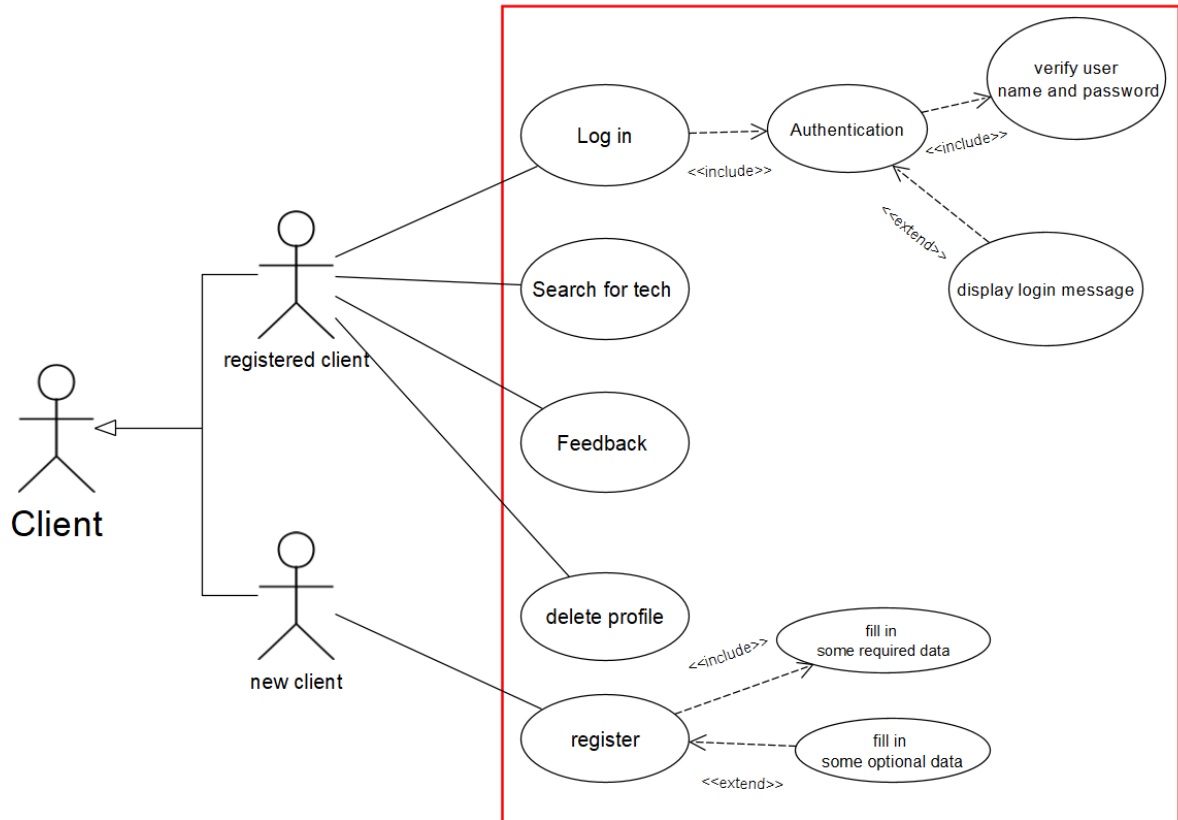 verify user
name and password
Log in
Authentication
<<include>>
<<include>>
<<extend>>
Search for tech
display login message
registered client
Feedback
Client
delete profile
fill in
some required data
<<include>>
new client
register
fill in
some optional data
<<extend>>